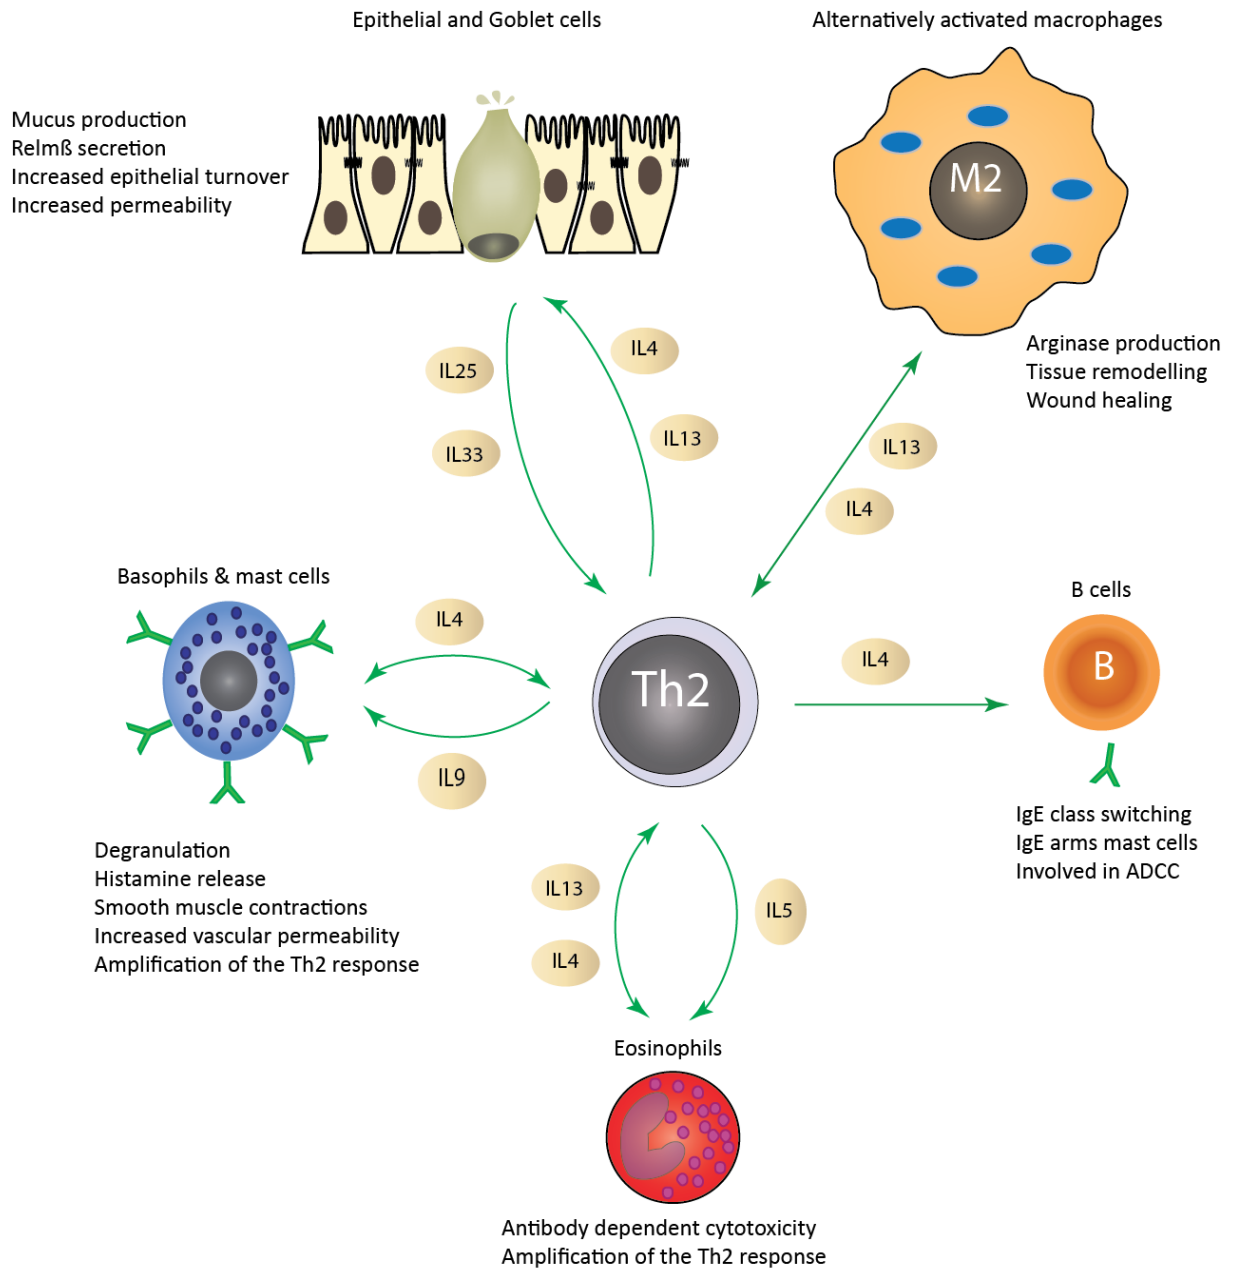 Epithelial and Goblet cells
Alternatively activated macrophages
Mucus production
Relmß secretion
Increased epithelial turnover
Increased permeability
M2
Arginase production
Tissue remodelling
Wound healing
IL25
IL33
IL4
IL13
IL13
IL4
Basophils & mast cells
IL4
IL9
Th2
IL4
B cells
B
IgE class switching
IgE arms mast cells
Involved in ADCC
Degranulation
Histamine release
Smooth muscle contractions
Increased vascular permeability
Amplification of the Th2 response
IL13
IL4
IL5
Eosinophils
Antibody dependent cytotoxicity
Amplification of the Th2 response